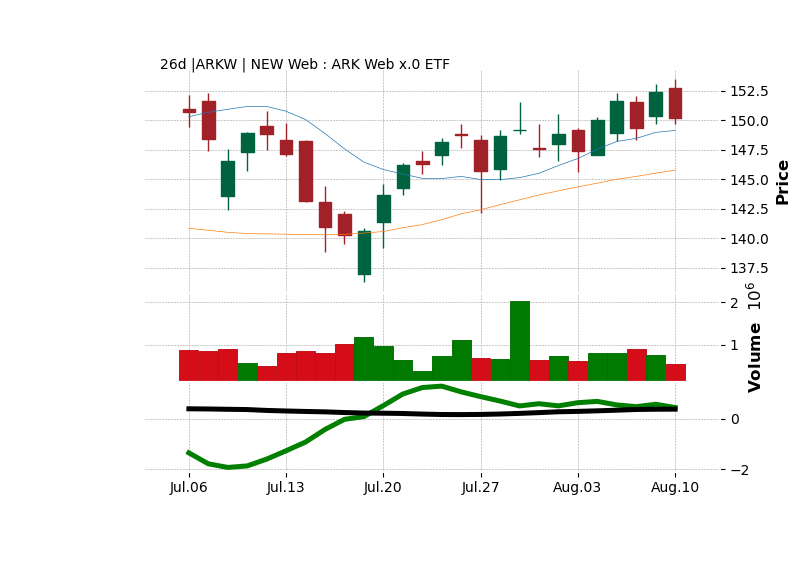 26d |ARKW | NEW Web : ARK Web x.0 ETF
152.5
150.0
147.5
145.0
142.5
140.0
137.5
Price
2
1
Volume 10^6
0
−2
Jul.06 Jul.13 Jul.20 Jul.27 Aug.03 Aug.10